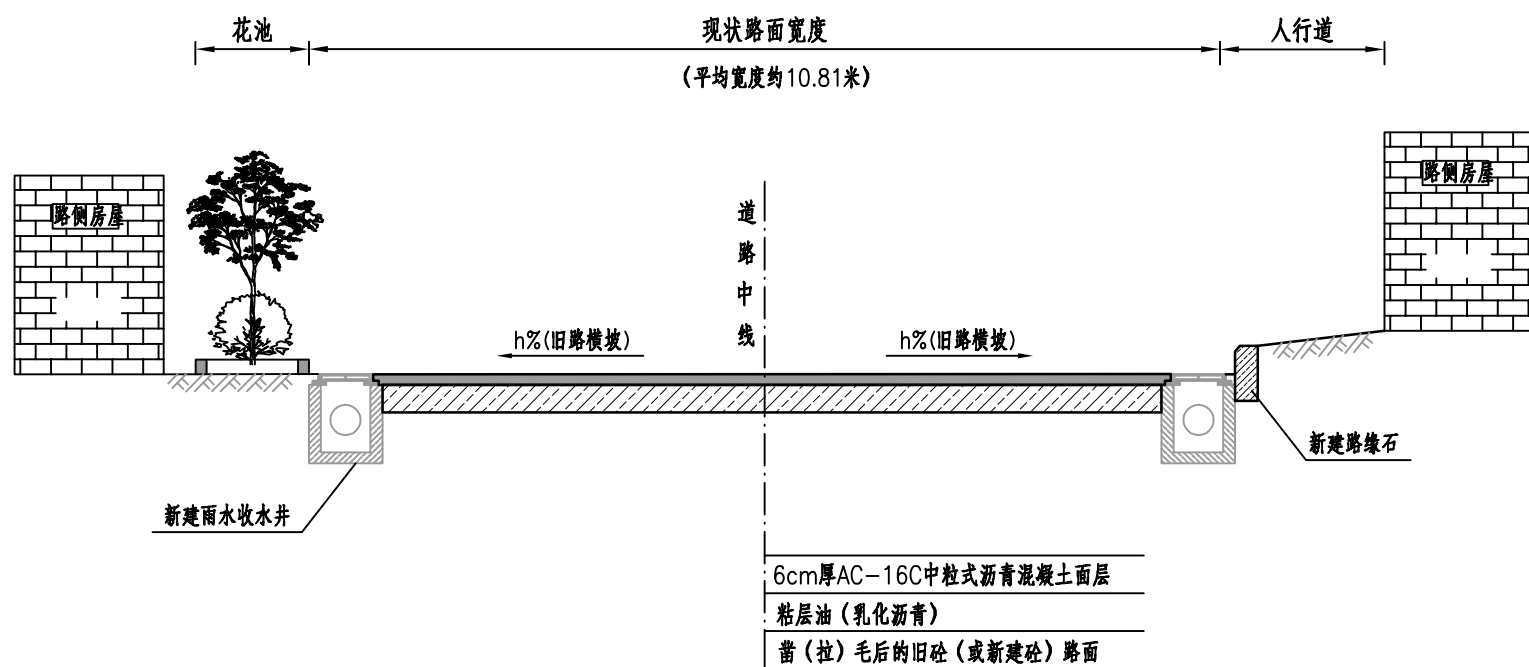 花池
现状路面宽度
人行道
(平均宽度约10.81米)
路侧房屋
路侧房屋
道路中线
h%(旧路横坡)
h%(旧路横坡)
新建路缘石
新建雨水收水井
6cm厚AC-16C中粒式沥青混凝土面层
粘层油（乳化沥青）
凿（拉）毛后的旧砼（或新建砼）路面